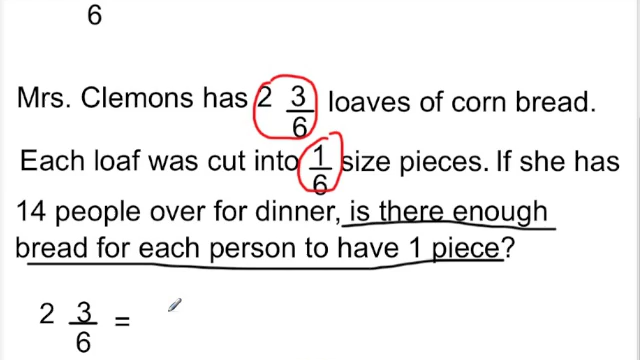 6
Mrs. Clemons has 2 3/6 loaves of corn bread.
Each loaf was cut into 1/6 size pieces. If she has
14 people over for dinner, is there enough
bread for each person to have 1 piece?
2 3/6 =